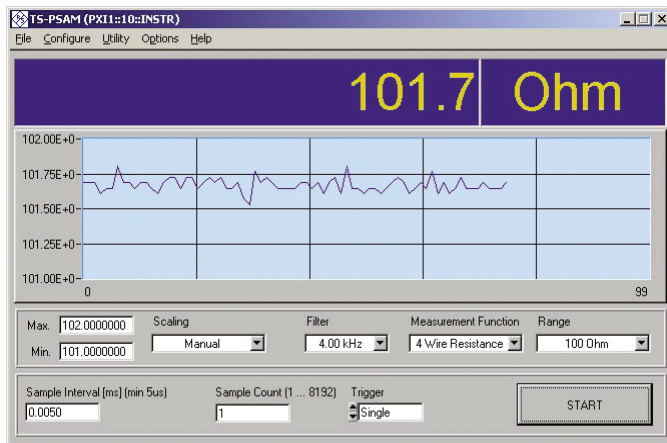 TS-PSAM (PXI1::10::INSTR)
File Configure Utility Options Help
101.7 Ohm
102.00E+0
101.75E+0
101.50E+0
101.25E+0
101.00E+0
0 99
Max. 102.0000000
Min. 101.0000000
Scaling
Manual
Filter
4.00 kHz
Measurement Function
4 Wire Resistance
Range
100 Ohm
Sample Interval [ms] (min 5us)
0.0050
Sample Count (1 ... 8192)
1
Trigger
Single
START